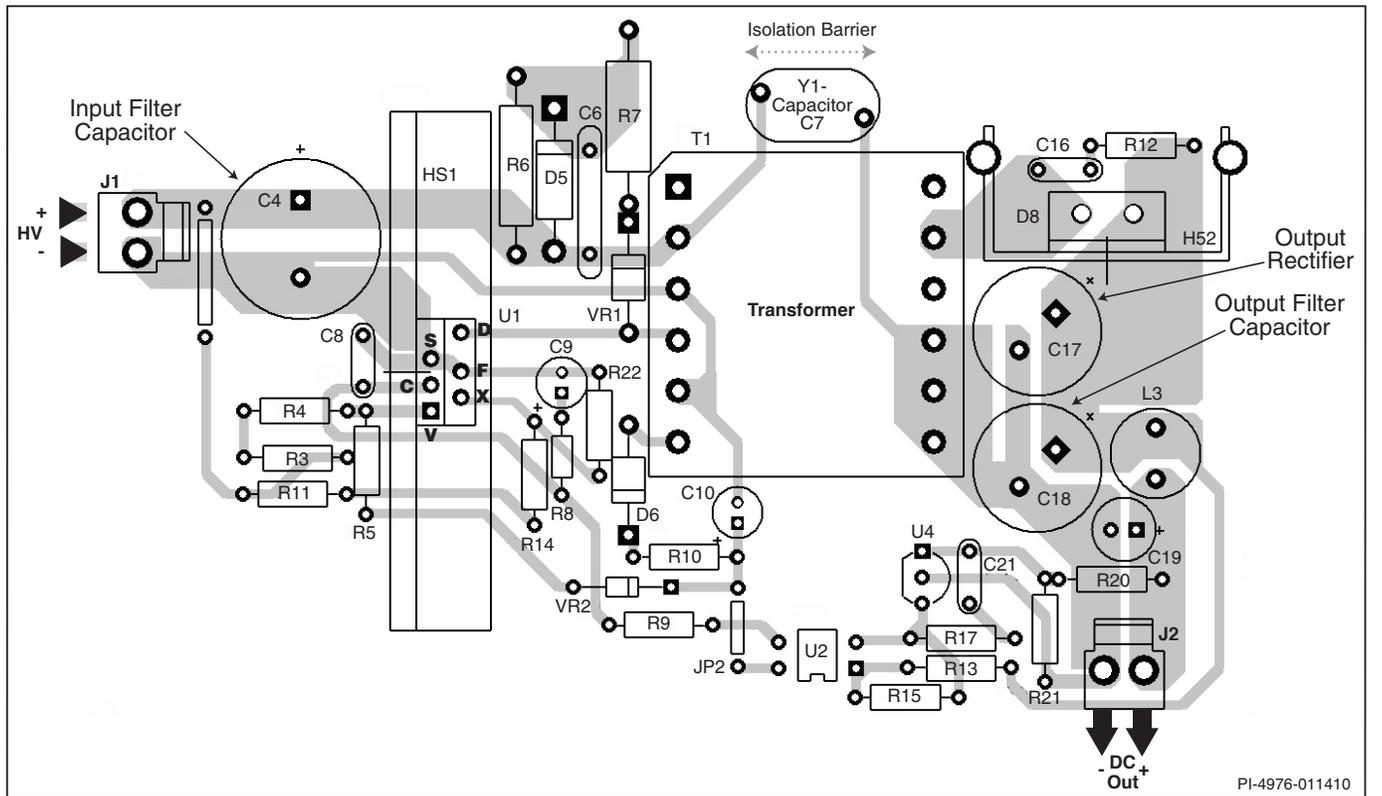 Isolation Barrier
Y1-
Capacitor
C7
Input Filter
Capacitor
+
J1
+
HV
-
C4
HS1
R6
D5
C6
R7
T1
C16
R12
D8
H52
Output
Rectifier
Output Filter
Capacitor
x
C17
x
C18
L3
Transformer
VR1
U1
D
S
F
C
X
V
C8
C9
+
R22
R4
R3
R11
R5
R14
R8
D6
C10
+
R10
VR2
R9
JP2
U2
U4
C21
R17
R13
R15
R21
R20
C19
+
J2
- DC +
Out
PI-4976-011410